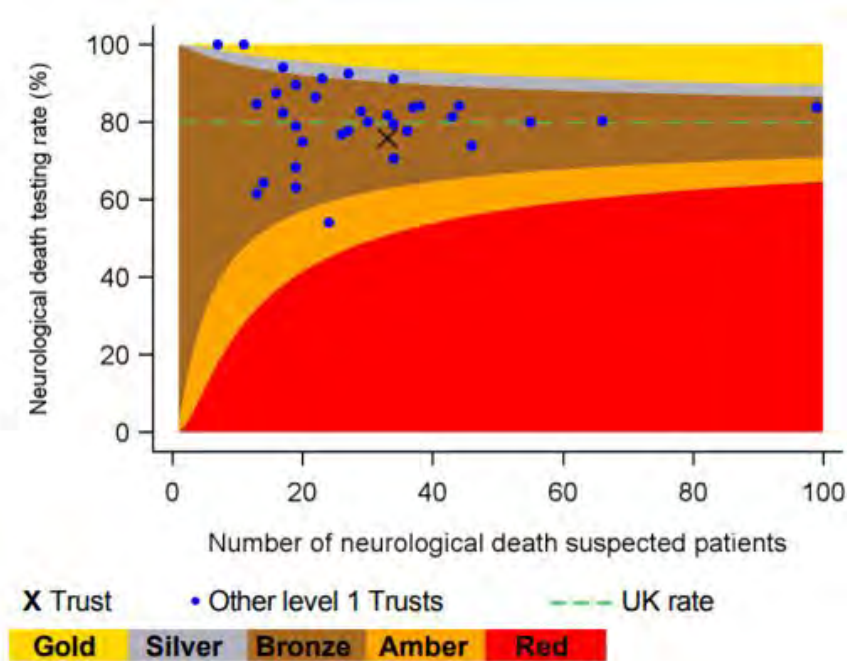 Neurological death testing rate (%)
100
80
60
40
20
0
0 20 40 60 80 100
Number of neurological death suspected patients
X Trust • Other level 1 Trusts UK rate
Gold Silver Bronze Amber Red